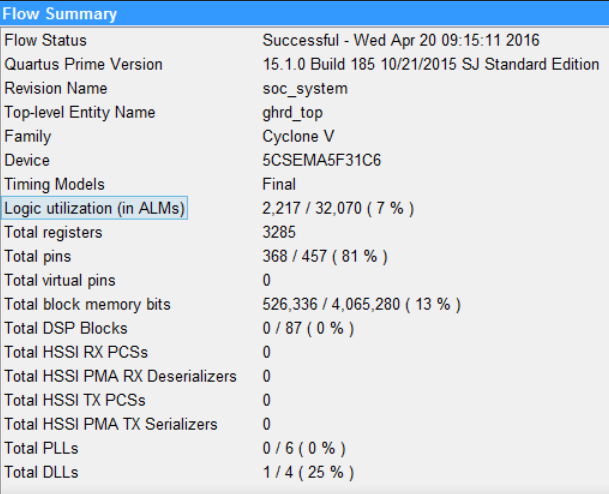 Flow Summary
Flow Status Successful - Wed Apr 20 09:15:11 2016
Quartus Prime Version 15.1.0 Build 185 10/21/2015 SJ Standard Edition
Revision Name soc_system
Top-level Entity Name ghrd_top
Family Cyclone V
Device 5CSEMA5F31C6
Timing Models Final
Logic utilization (in ALMs) 2,217 / 32,070 ( 7 % )
Total registers 3285
Total pins 368 / 457 ( 81 % )
Total virtual pins 0
Total block memory bits 526,336 / 4,065,280 ( 13 % )
Total DSP Blocks 0 / 87 ( 0 % )
Total HSSI RX PCSs 0
Total HSSI PMA RX Deserializers 0
Total HSSI TX PCSs 0
Total HSSI PMA TX Serializers 0
Total PLLs 0 / 6 ( 0 % )
Total DLLs 1 / 4 ( 25 % )